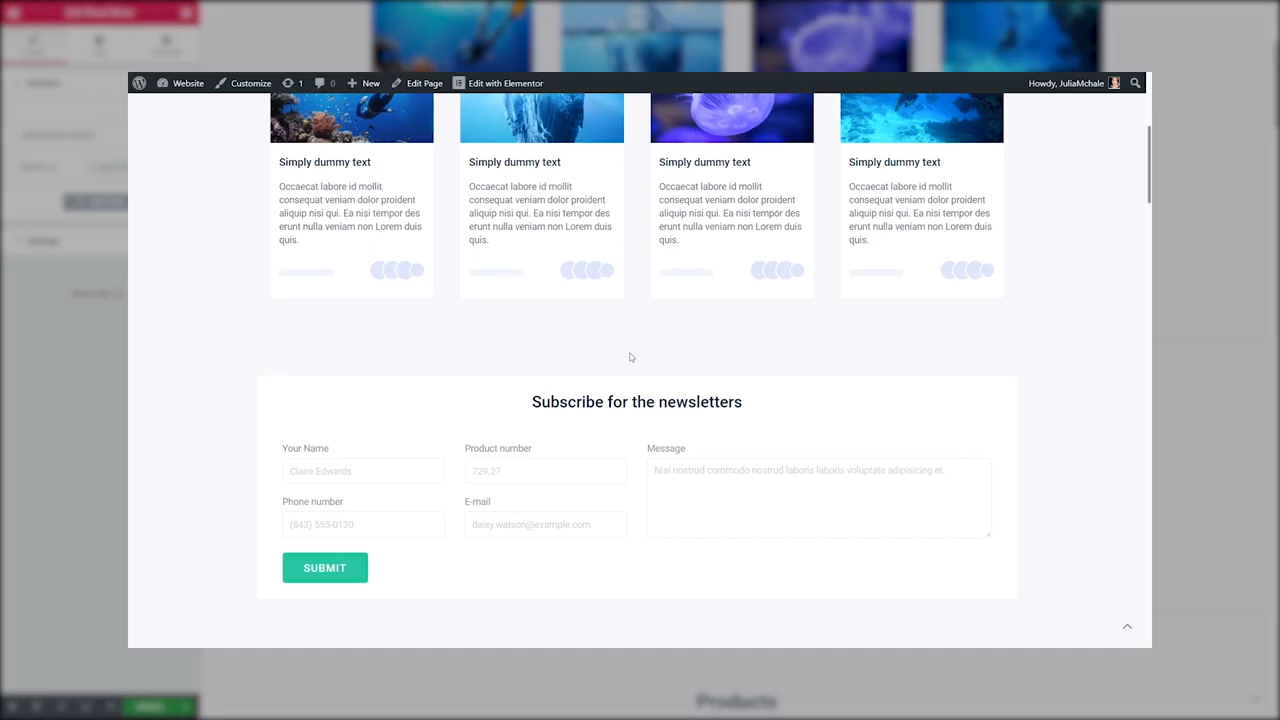 Website Customize 1 0 New Edit Page Edit with Elementor Howdy, JuliaMchale
Simply dummy text
Occaecat labore id mollit
consequat veniam dolor proident
aliquip nisi qui. Ea nisi tempor des
erunt nulla veniam non Lorem duis
quis.
Simply dummy text
Occaecat labore id mollit
consequat veniam dolor proident
aliquip nisi qui. Ea nisi tempor des
erunt nulla veniam non Lorem duis
quis.
Simply dummy text
Occaecat labore id mollit
consequat veniam dolor proident
aliquip nisi qui. Ea nisi tempor des
erunt nulla veniam non Lorem duis
quis.
Simply dummy text
Occaecat labore id mollit
consequat veniam dolor proident
aliquip nisi qui. Ea nisi tempor des
erunt nulla veniam non Lorem duis
quis.
Subscribe for the newsletters
Your Name
Claire Edwards
Product number
729.27
Message
Nisi nostrud commodo nostrud laboris laboris voluptate adipisicing et.
Phone number
(843) 555-0130
E-mail
daisy.watson@example.com
SUBMIT
Products